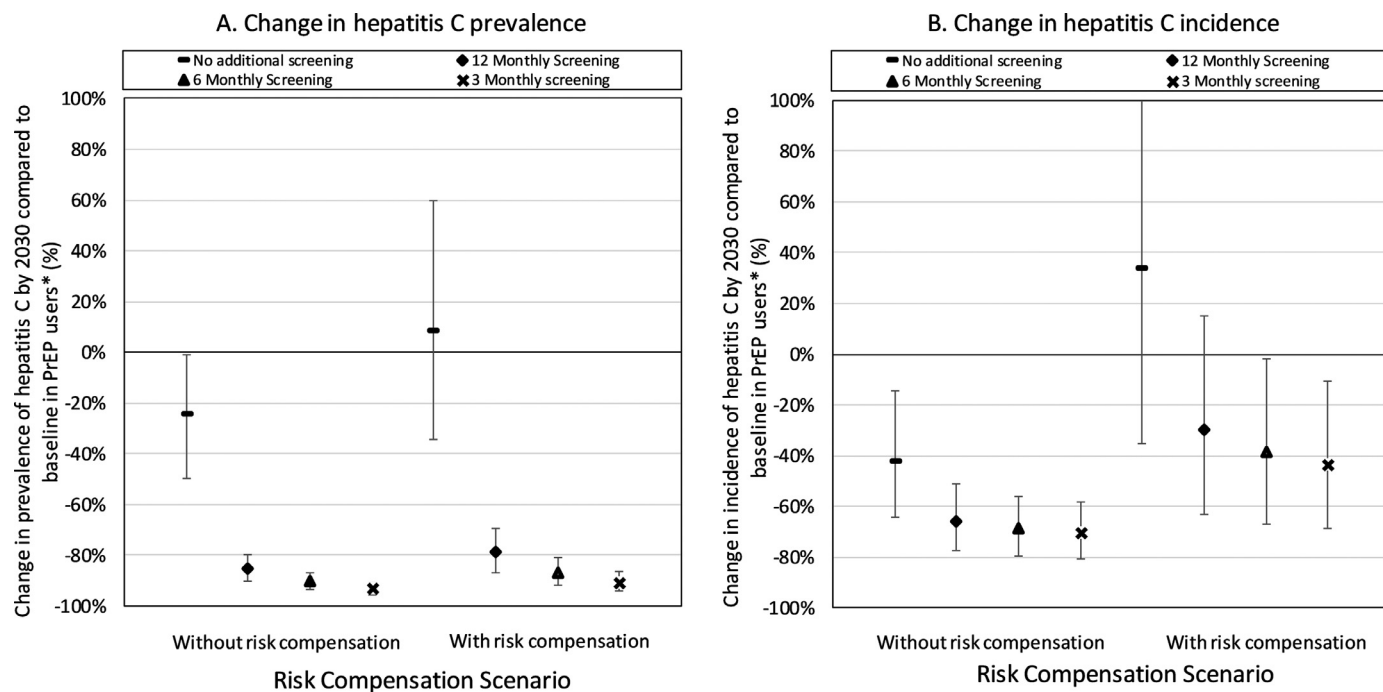 A. Change in hepatitis C prevalence
No additional screening
12 Monthly Screening
6 Monthly Screening
3 Monthly screening
Change in prevalence of hepatitis C by 2030 compared to
baseline in PrEP users* (%)
100%
80%
60%
40%
20%
0%
-20%
-40%
-60%
-80%
-100%
Without risk compensation
With risk compensation
Risk Compensation Scenario
B. Change in hepatitis C incidence
No additional screening
12 Monthly Screening
6 Monthly Screening
3 Monthly screening
Change in incidence of hepatitis C by 2030 compared to
baseline in PrEP users* (%)
100%
80%
60%
40%
20%
0%
-20%
-40%
-60%
-80%
-100%
Without risk compensation
With risk compensation
Risk Compensation Scenario